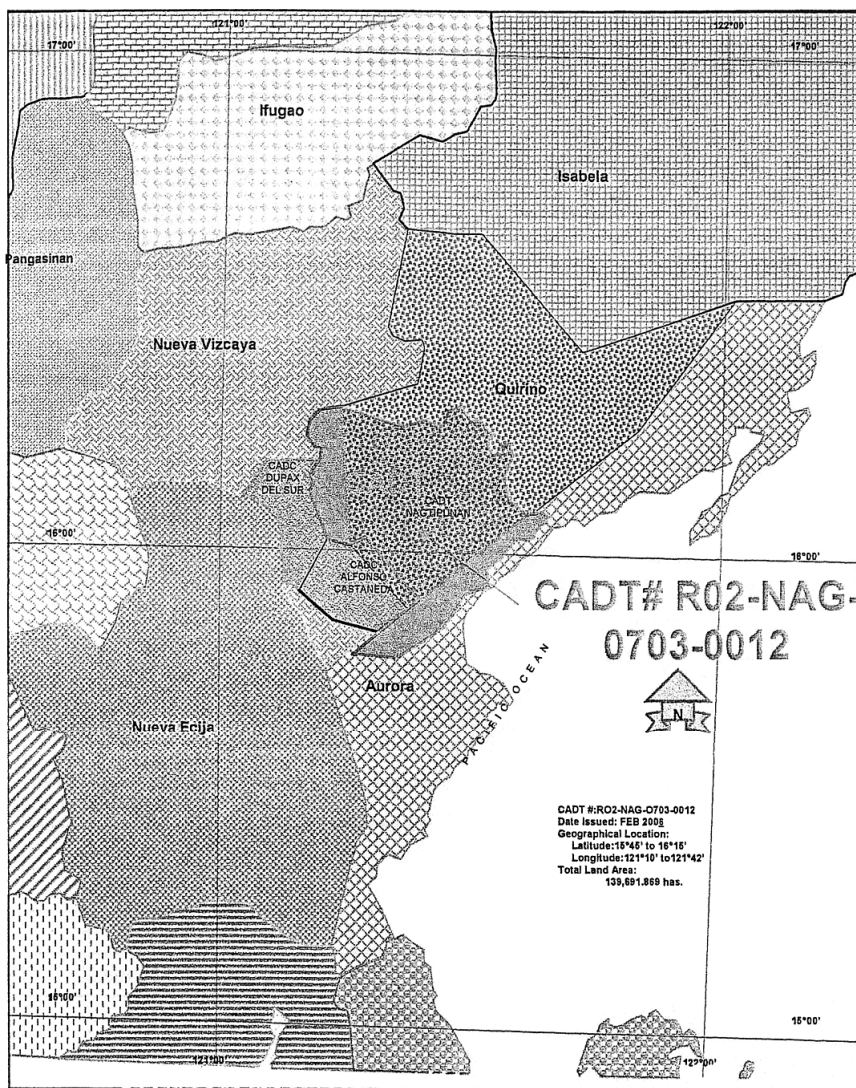 121°00'
122°00'
17°00'
17°00'
Ifugao
Isabela
Pangasinan
Nueva Vizcaya
Quirino
CADC
DUPAX
DEL SUR
CADT
NAGTIPUNAN
16°00'
16°00'
CADC
ALFONSO
CASTANEDA
CADT# R02-NAG-
0703-0012
Aurora
PACIFIC OCEAN
N
Nueva Ecija
CADT #:RO2-NAG-O703-0012
Date Issued: FEB 2006
Geographical Location:
Latitude:15°45' to 16°15'
Longitude:121°10' to121°42'
Total Land Area:
139,691.869 has.
15°00'
15°00'
121°00'
122°00'